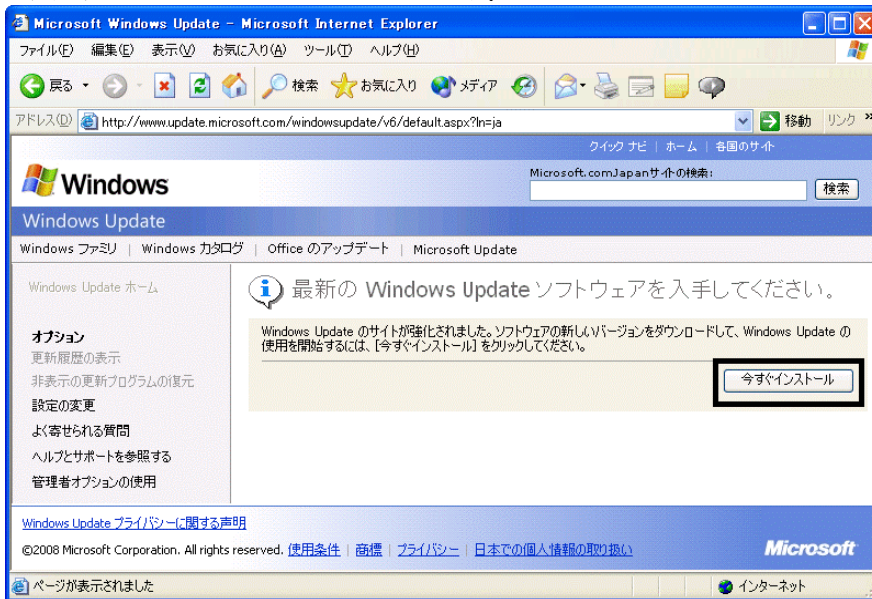 Microsoft Windows Update - Microsoft Internet Explorer
ファイル(F) 編集(E) 表示(V) お気に入り(A) ツール(T) ヘルプ(H)
戻る 検索 お気に入り メディア
アドレス(D) http://www.update.microsoft.com/windowsupdate/v6/default.aspx?ln=ja 移動 リンク »
クイック ナビ | ホーム | 各国のサイト
Windows
Microsoft.comJapanサイトの検索:
検索
Windows Update
Windows ファミリ | Windows カタログ | Office のアップデート | Microsoft Update
Windows Update ホーム
オプション
更新履歴の表示
非表示の更新プログラムの復元
設定の変更
よく寄せられる質問
ヘルプとサポートを参照する
管理者オプションの使用
最新の Windows Update ソフトウェアを入手してください。
Windows Update のサイトが強化されました。ソフトウェアの新しいバージョンをダウンロードして、Windows Update の
使用を開始するには、[今すぐインストール] をクリックしてください。
今すぐインストール
Windows Update プライバシーに関する声明
©2008 Microsoft Corporation. All rights reserved. 使用条件 | 商標 | プライバシー | 日本での個人情報の取り扱い
Microsoft
ページが表示されました インターネット